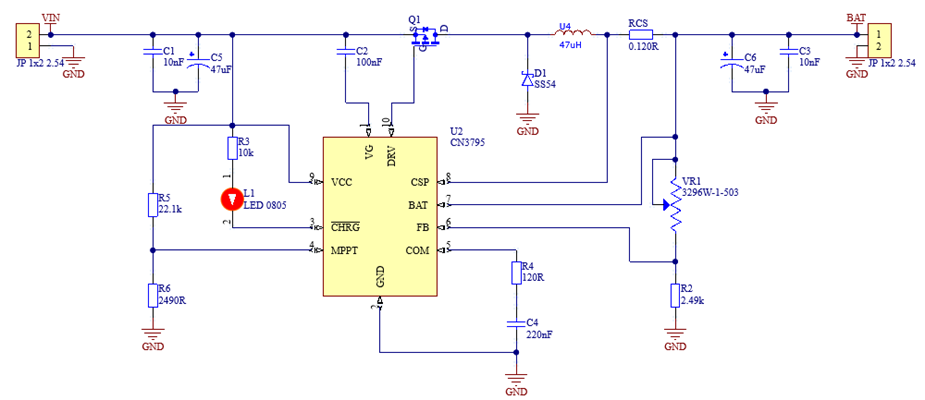 VIN
Q1
BAT
2
1
JP 1x2 2.54
GND
C1
10nF
C5
47uF
GND
C2
100nF
S
G
D
D1
SS54
GND
U4
47uH
RCS
0.120R
C6
47uF
C3
10nF
GND
1
2
GND
JP 1x2 2.54
R3
10k
1
L1
LED 0805
2
R5
22.1k
R6
2490R
GND
U2
CN3795
1
VG
10
DRV
9
VCC
3
CHRG
4
MPPT
GND
2
CSP
8
BAT
7
FB
6
COM
5
R4
120R
C4
220nF
GND
VR1
3296W-1-503
R2
2.49k
GND